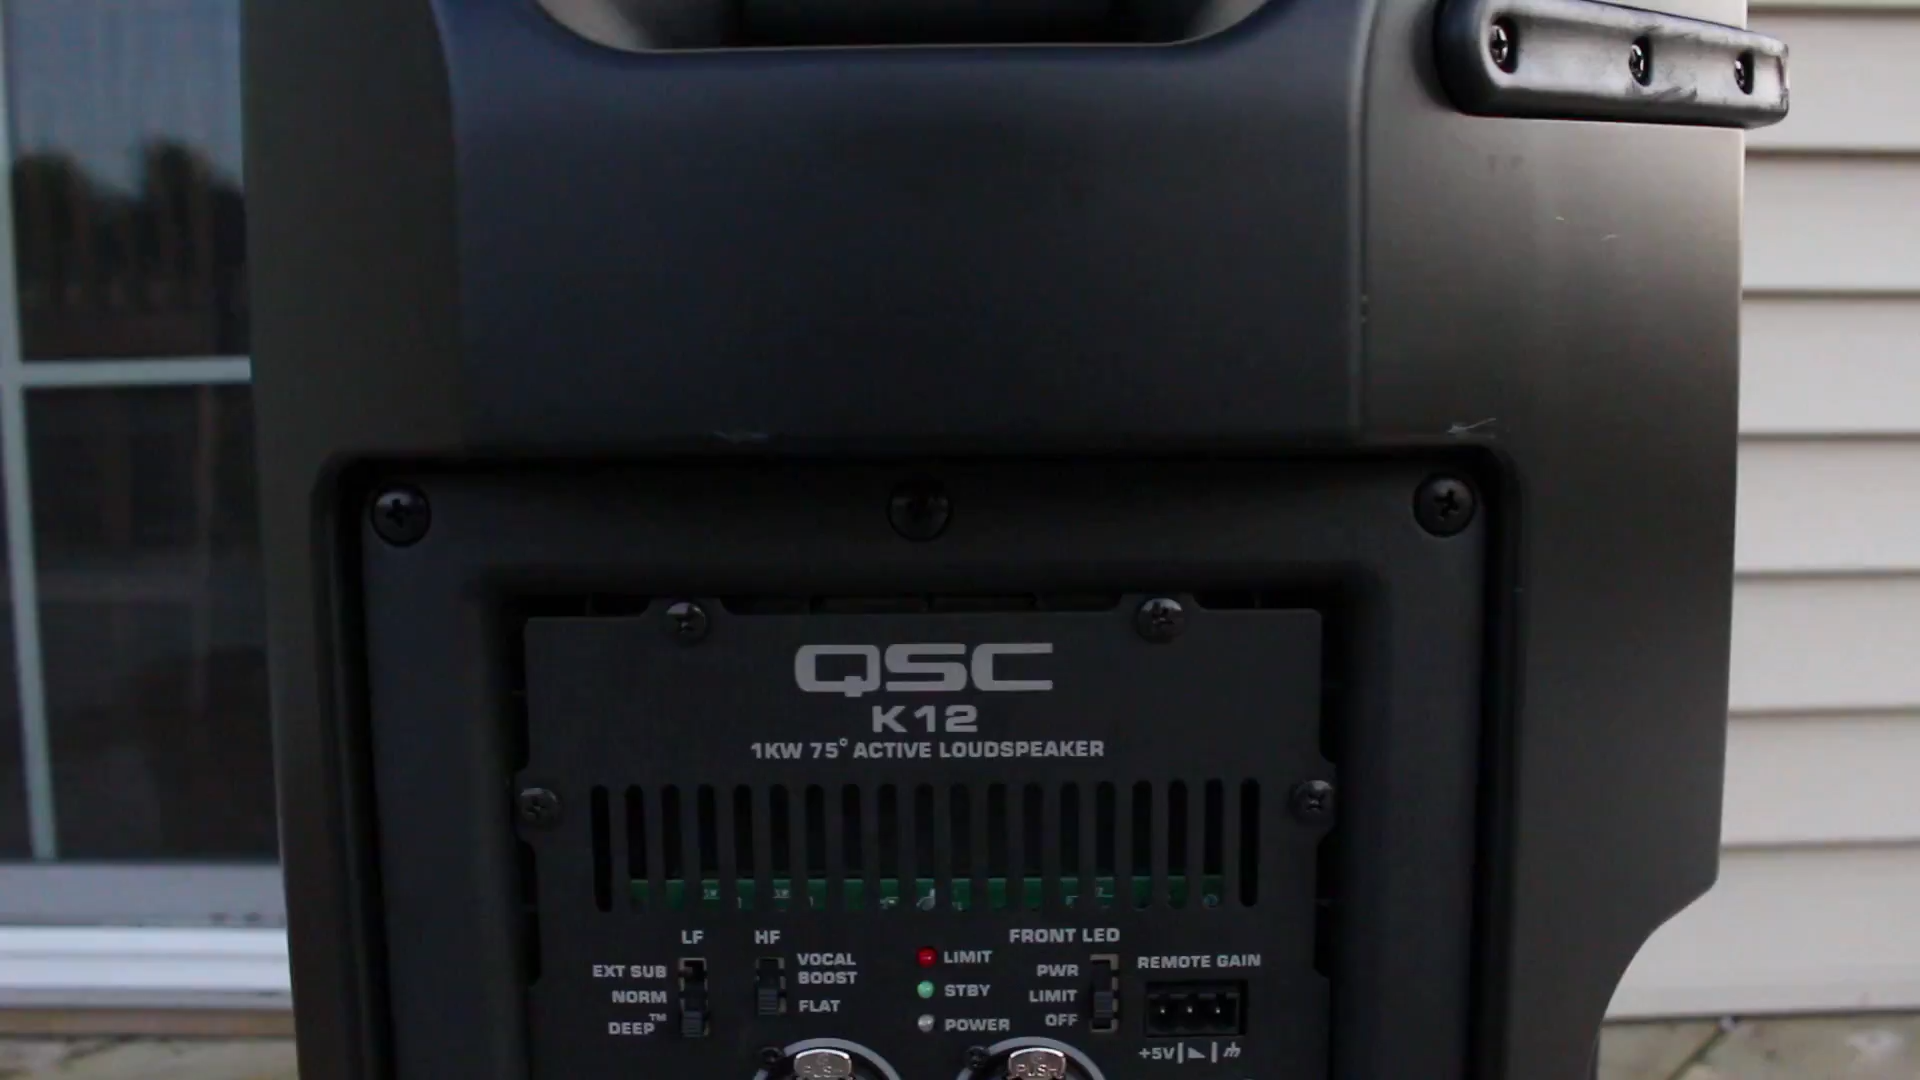 QSC
K12
1KW 75° ACTIVE LOUDSPEAKER
LF
HF
FRONT LED
EXT SUB
NORM
DEEP™
VOCAL
BOOST
FLAT
LIMIT
STBY
POWER
PWR
LIMIT
OFF
REMOTE GAIN
+5V
PUSH
PUSH